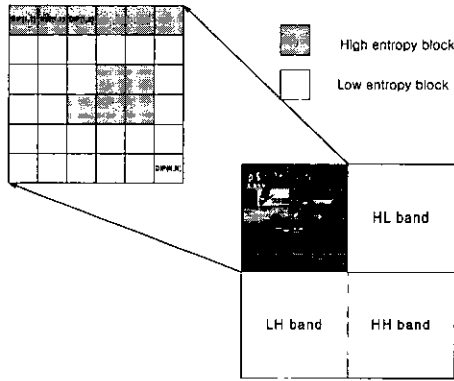 High entropy block
Low entropy block
HL band
LH band
HH band